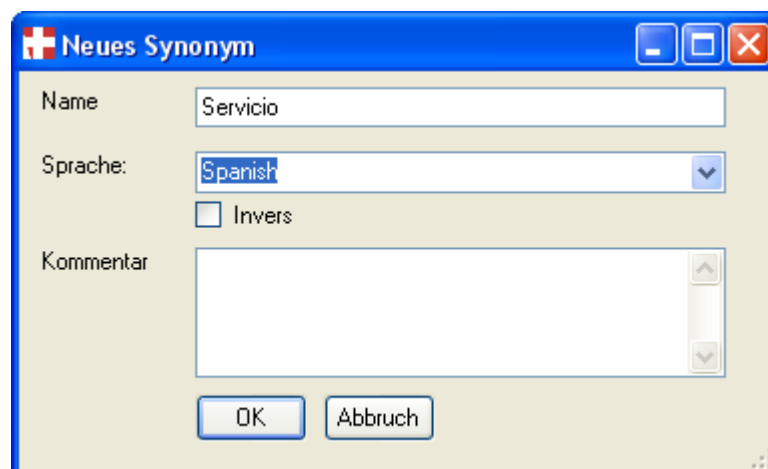 Neues Synonym
Name Servicio
Sprache: Spanish
Invers
Kommentar
OK Abbruch